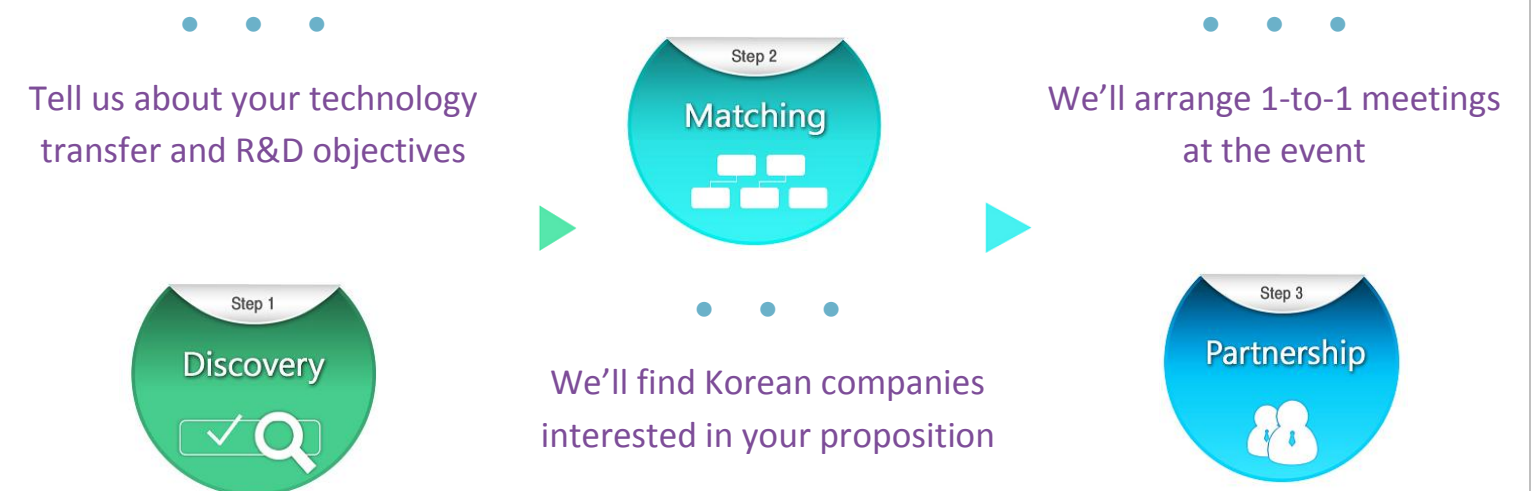 Tell us about your technology
transfer and R&D objectives
Step 1
Discovery
Step 2
Matching
We’ll find Korean companies
interested in your proposition
We’ll arrange 1-to-1 meetings
at the event
Step 3
Partnership